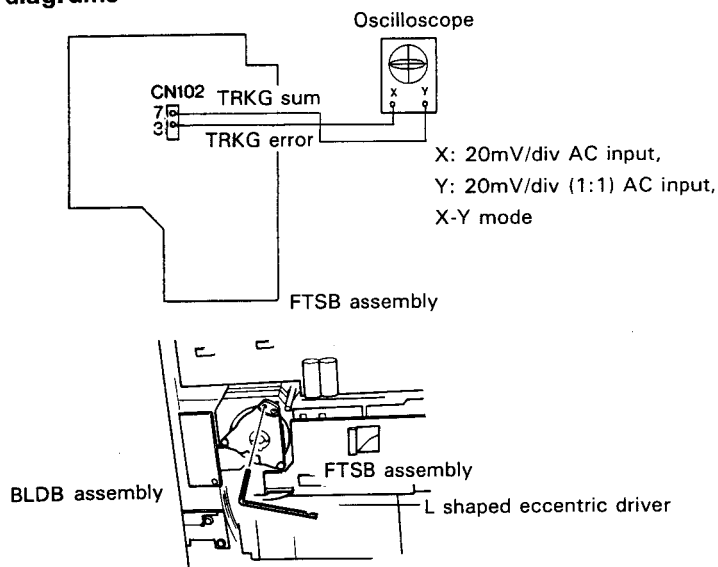 diagrams
Oscilloscope
X Y
CN102
7
3
TRKG sum
TRKG error
X: 20mV/div AC input,
Y: 20mV/div (1:1) AC input,
X-Y mode
FTSB assembly
FTSB assembly
BLDB assembly
L shaped eccentric driver